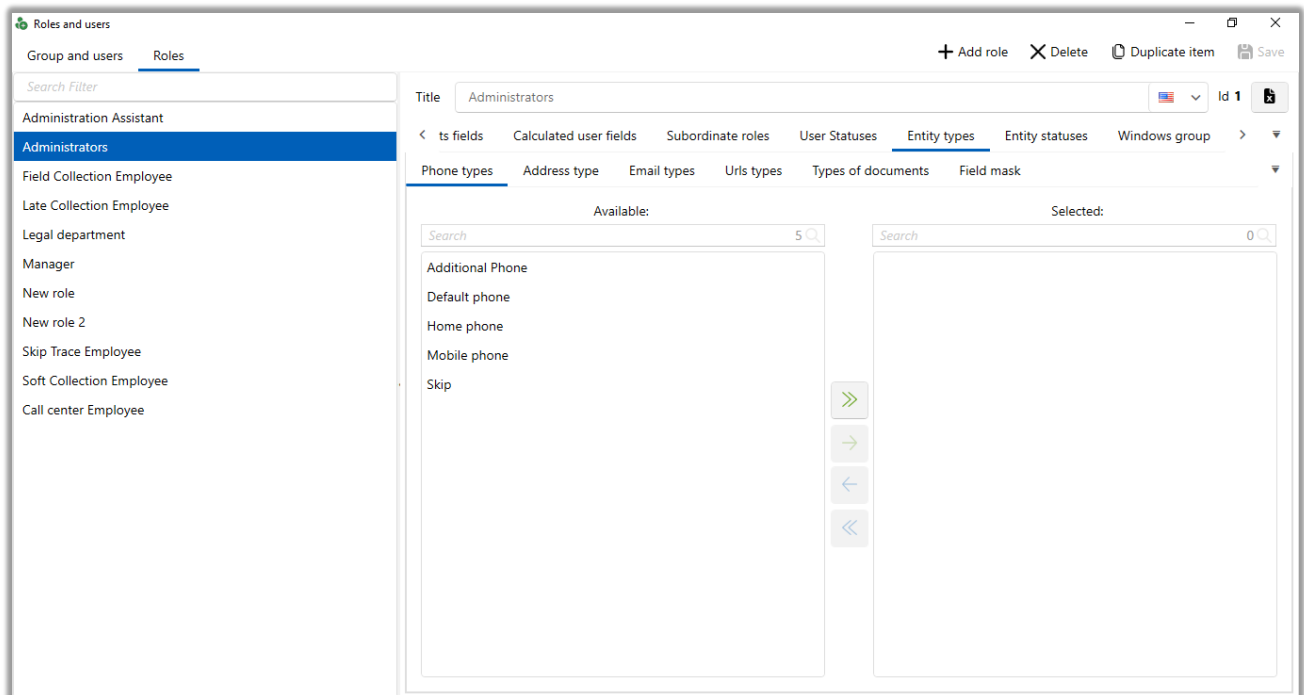 Roles and users
Group and users Roles
Add role Delete Duplicate item Save
Search Filter
Administration Assistant
Administrators
Field Collection Employee
Late Collection Employee
Legal department
Manager
New role
New role 2
Skip Trace Employee
Soft Collection Employee
Call center Employee
Title Administrators Id 1
ts fields Calculated user fields Subordinate roles User Statuses Entity types Entity statuses Windows group
Phone types Address type Email types Urls types Types of documents Field mask
Available:
Search 5
Additional Phone
Default phone
Home phone
Mobile phone
Skip
Selected:
Search 0